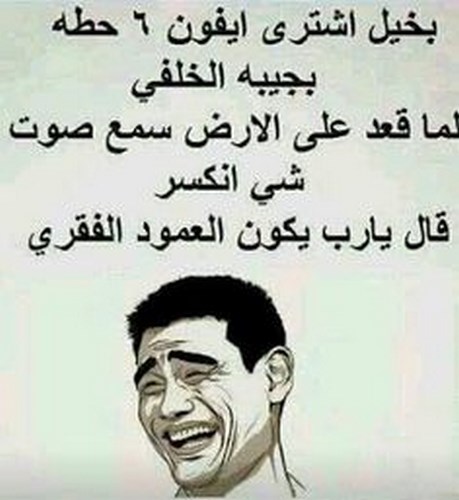 بخيل اشترى ايفون ٦ حطه
بجيبه الخلفي
لما قعد على الارض سمع صوت
شي انكسر
قال يارب يكون العمود الفقري